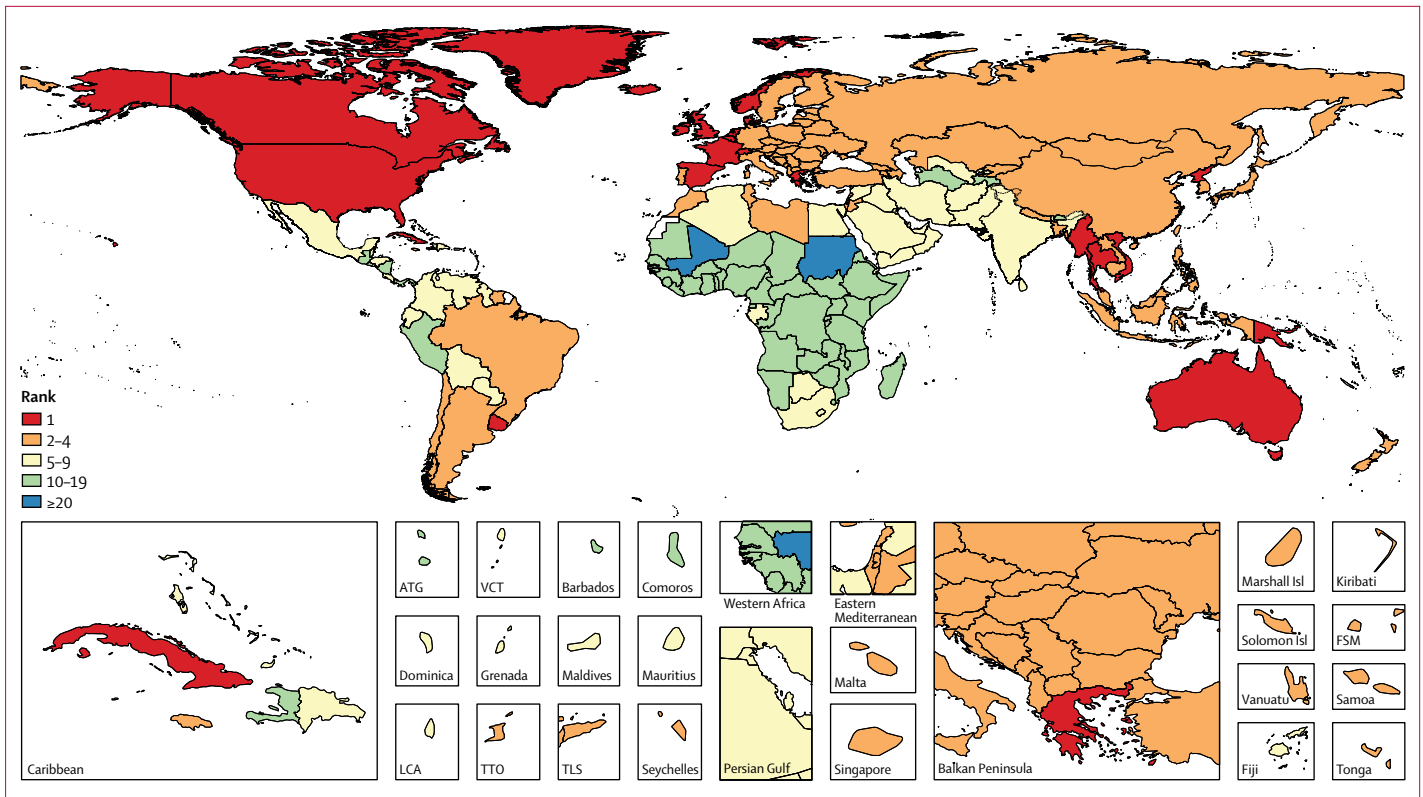 Rank
1
2–4
5–9
10–19
≥20
Caribbean
ATG
VCT
Barbados
Comoros
Dominica
Grenada
Maldives
Mauritius
LCA
TTO
TLS
Seychelles
Western Africa
Eastern
Mediterranean
Persian Gulf
Malta
Singapore
Balkan Peninsula
Marshall Isl
Kiribati
Solomon Isl
FSM
Vanuatu
Samoa
Fiji
Tonga